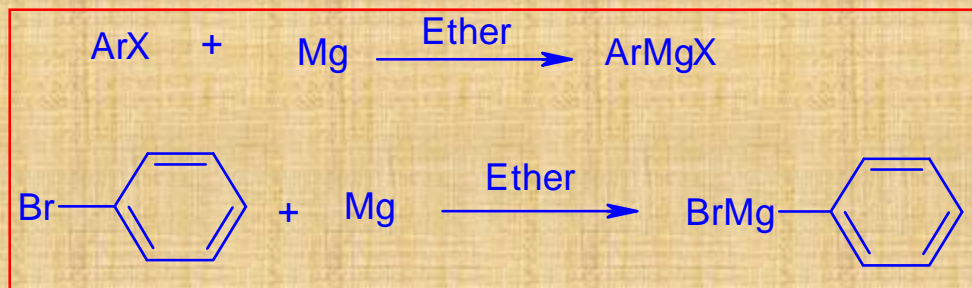 ArX + Mg Ether ArMgX
Br + Mg Ether BrMg